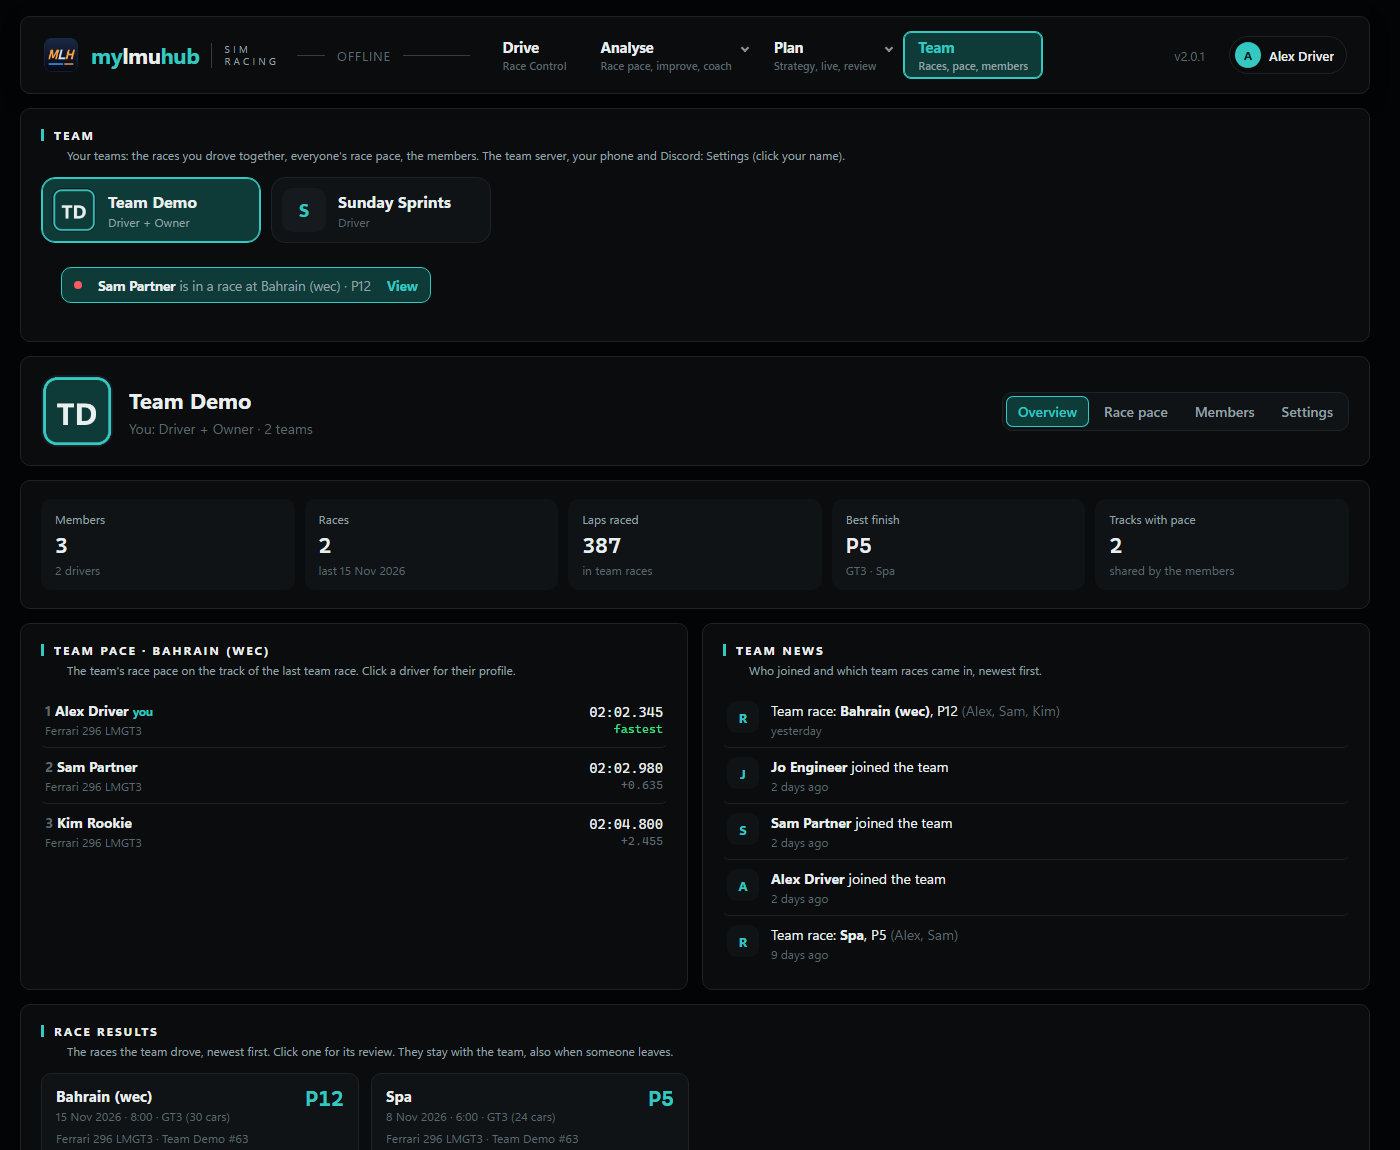 MLH
mylmuhub
SIM
RACING
OFFLINE
Drive
Race Control
Analyse
Race pace, improve, coach
Plan
Strategy, live, review
Team
Races, pace, members
v2.0.1
A
Alex Driver
TEAM
Your teams: the races you drove together, everyone's race pace, the members. The team server, your phone and Discord: Settings (click your name).
TD
Team Demo
Driver + Owner
S
Sunday Sprints
Driver
Sam Partner is in a race at Bahrain (wec) · P12 View
TD
Team Demo
You: Driver + Owner · 2 teams
Overview
Race pace
Members
Settings
Members
3
2 drivers
Races
2
last 15 Nov 2026
Laps raced
387
in team races
Best finish
P5
GT3 · Spa
Tracks with pace
2
shared by the members
TEAM PACE · BAHRAIN (WEC)
The team's race pace on the track of the last team race. Click a driver for their profile.
1 Alex Driver you
02:02.345
Ferrari 296 LMGT3
fastest
2 Sam Partner
02:02.980
Ferrari 296 LMGT3
+0.635
3 Kim Rookie
02:04.800
Ferrari 296 LMGT3
+2.455
TEAM NEWS
Who joined and which team races came in, newest first.
R
Team race: Bahrain (wec), P12 (Alex, Sam, Kim)
yesterday
J
Jo Engineer joined the team
2 days ago
S
Sam Partner joined the team
2 days ago
A
Alex Driver joined the team
2 days ago
R
Team race: Spa, P5 (Alex, Sam)
9 days ago
RACE RESULTS
The races the team drove, newest first. Click one for its review. They stay with the team, also when someone leaves.
Bahrain (wec)
P12
15 Nov 2026 · 8:00 · GT3 (30 cars)
Ferrari 296 LMGT3 · Team Demo #63
Spa
P5
8 Nov 2026 · 6:00 · GT3 (24 cars)
Ferrari 296 LMGT3 · Team Demo #63